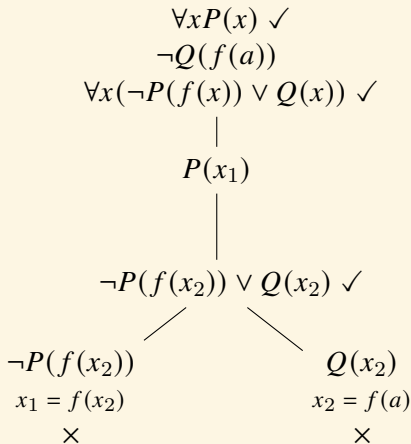 ∀xP(x) ✓
¬Q(f(a))
∀x(¬P(f(x)) ∨ Q(x)) ✓
P(x₁)
¬P(f(x₂)) ∨ Q(x₂) ✓
¬P(f(x₂)) Q(x₂)
x₁ = f(x₂) x₂ = f(a)
× ×